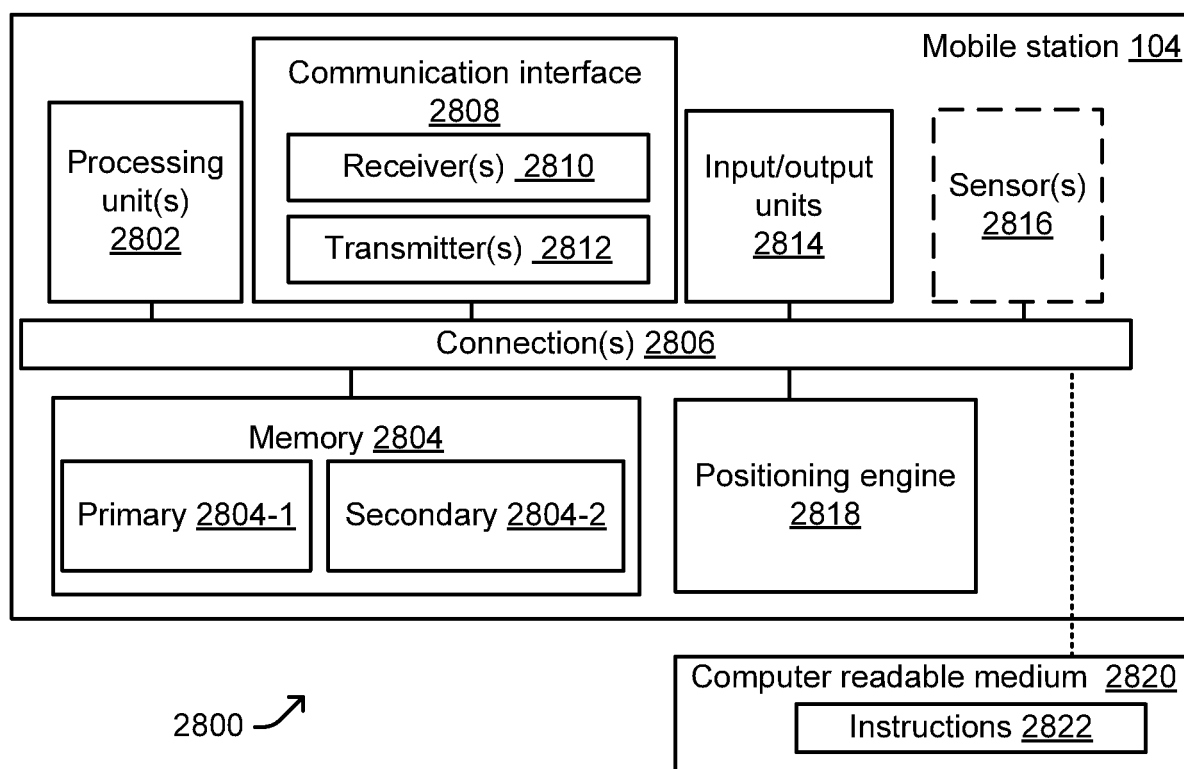 Mobile station 104
Communication interface
2808
Receiver(s) 2810
Transmitter(s) 2812
Processing
unit(s)
2802
Input/output
units
2814
Sensor(s)
2816
Connection(s) 2806
Memory 2804
Primary 2804-1
Secondary 2804-2
Positioning engine
2818
Computer readable medium 2820
Instructions 2822
2800